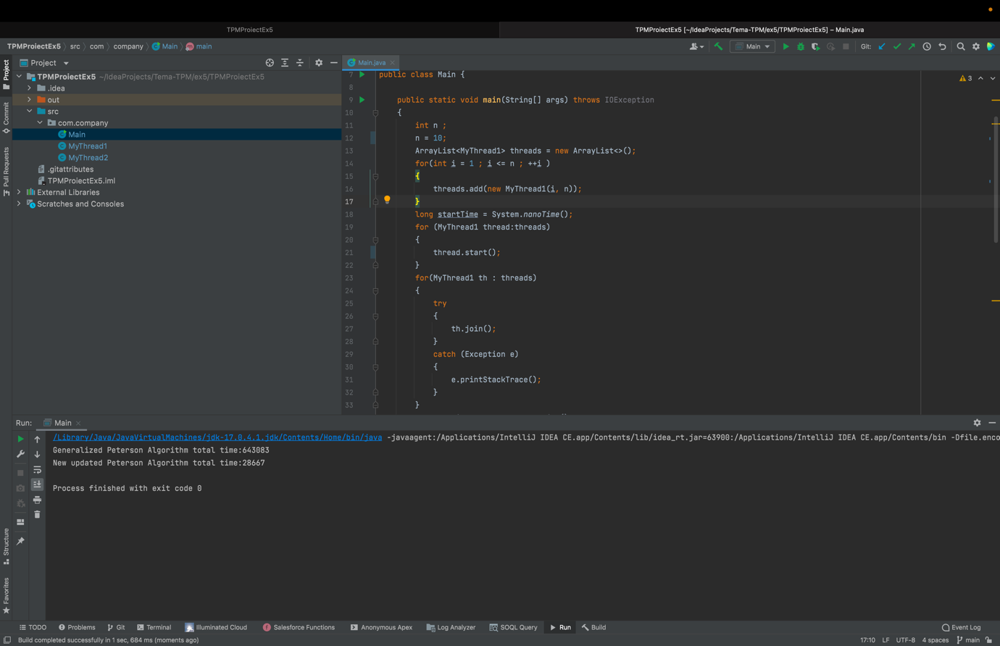 TPMProiectEx5
TPMProiectEx5 [~/IdeaProjects/Tema-TPM/ex5/TPMProiectEx5] – Main.java
TPMProiectEx5 〉 src 〉 com 〉 company 〉 Main 〉 main
Main
Git:
Project
Commit
Pull Requests
Structure
Favorites
Project
TPMProiectEx5 ~/IdeaProjects/Tema-TPM/ex5/TPMProiectEx5
.idea
out
src
com.company
Main
MyThread1
MyThread2
.gitattributes
TPMProiectEx5.iml
External Libraries
Scratches and Consoles
Main.java
3
7 public class Main {
8
9 public static void main(String[] args) throws IOException
10 {
11 int n ;
12 n = 10;
13 ArrayList<MyThread1> threads = new ArrayList<>();
14 for(int i = 1 ; i <= n ; ++i )
15 {
16 threads.add(new MyThread1(i, n));
17 }
18 long startTime = System.nanoTime();
19 for (MyThread1 thread:threads)
20 {
21 thread.start();
22 }
23 for(MyThread1 th : threads)
24 {
25 try
26 {
27 th.join();
28 }
29 catch (Exception e)
30 {
31 e.printStackTrace();
32 }
33 }
Run: Main
/Library/Java/JavaVirtualMachines/jdk-17.0.4.1.jdk/Contents/Home/bin/java -javaagent:/Applications/IntelliJ IDEA CE.app/Contents/lib/idea_rt.jar=63900:/Applications/IntelliJ IDEA CE.app/Contents/bin -Dfile.enco
Generalized Peterson Algorithm total time:643083
New updated Peterson Algorithm total time:28667
Process finished with exit code 0
TODO Problems Git Terminal Illuminated Cloud Salesforce Functions Anonymous Apex Log Analyzer SOQL Query Run Build Event Log
Build completed successfully in 1 sec, 684 ms (moments ago) 17:10 LF UTF-8 4 spaces main